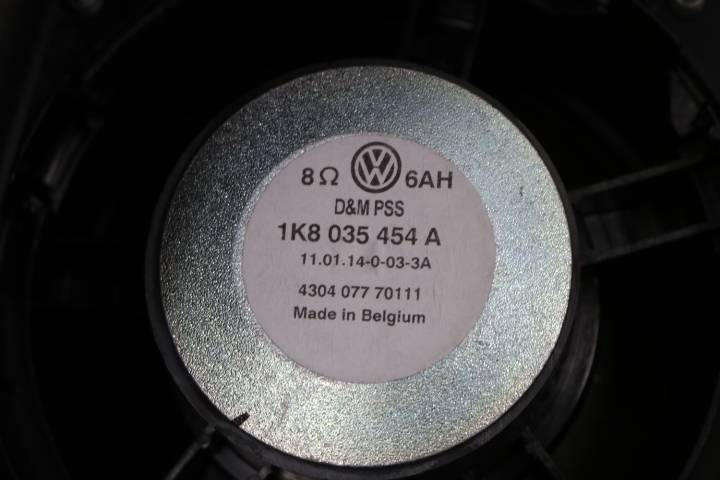 8Ω VW 6AH
D&M PSS
1K8 035 454 A
11.01.14-0-03-3A
4304 077 70111
Made in Belgium